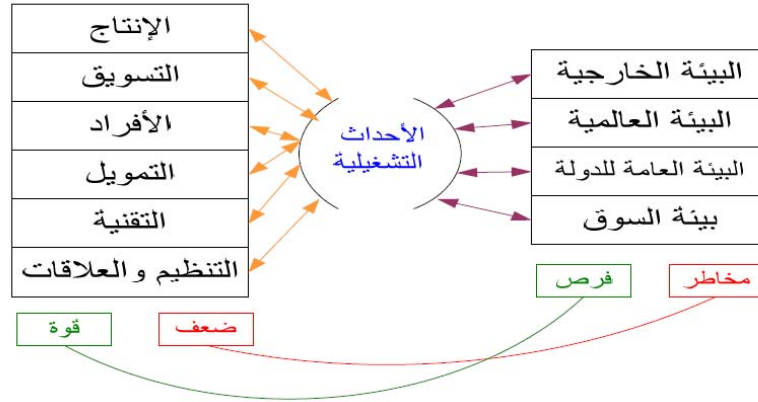 الإنتاج
التسويق
الأفراد
التمويل
التقنية
التنظيم والعلاقات
الأحداث
التشغيلية
البيئة الخارجية
البيئة العالمية
البيئة العامة للدولة
بيئة السوق
مخاطر
فرص
ضعف
قوة